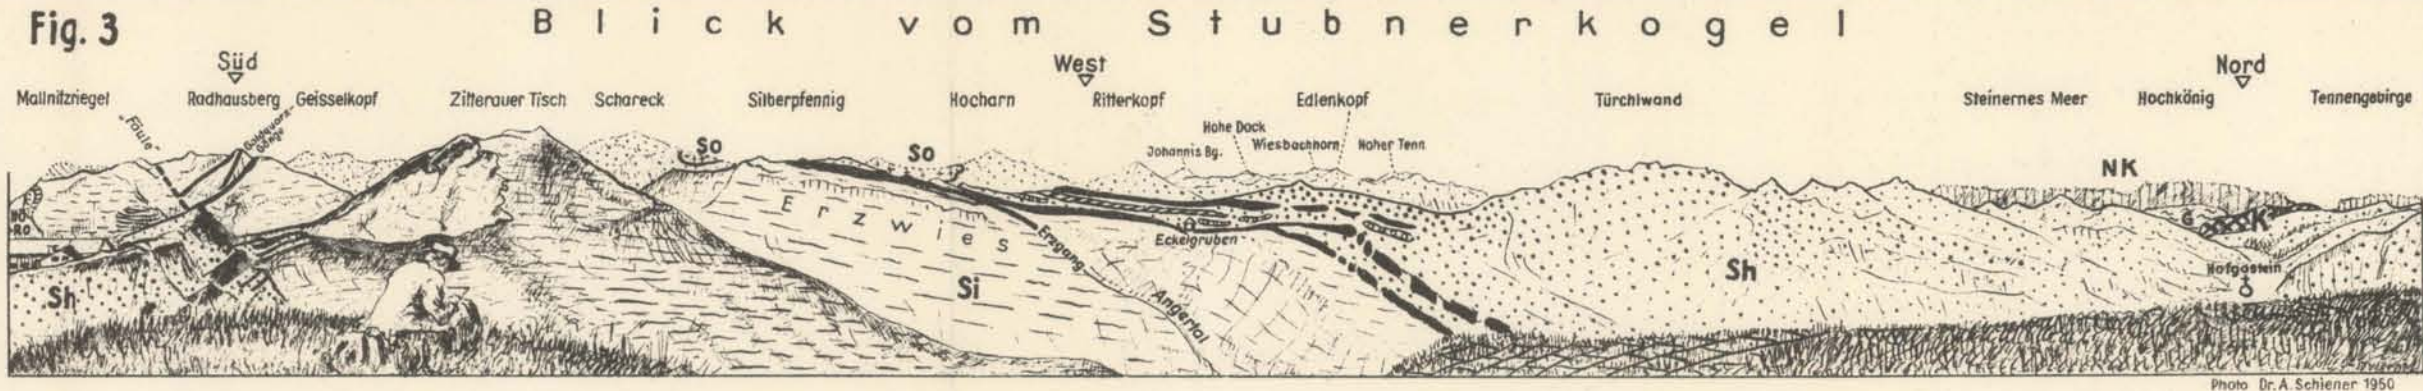 Fig. 3
Blick vom Stubnerkogel
Süd
West
Nord
Mallnitzriegel Radhausberg Geisselkopf Zitterauer Tisch Schareck Silberpfennig Hocharn Ritterkopf Edlenkopf Türchlwand Steinernes Meer Hochkönig Tennengebirge
"Fäule"
Goldquarz-
Gänge
Hohe Dock
Johannis Bg. Wiesbachhorn Hoher Tenn
So
So
NK
Erzwies
Erzgang
Eckelgruben
K
Sh
Si
Angertal
Sh
Hofgastein
Photo Dr. A. Schiener 1950